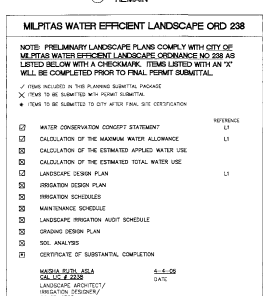 MILPITAS WATER EFFICIENT LANDSCAPE ORD 238
NOTE: PRELIMINARY LANDSCAPE PLANS COMPLY WITH CITY OF
MILPITAS WATER EFFICIENT LANDSCAPE ORDINANCE NO 238 AS
LISTED BELOW WITH A CHECKMARK. ITEMS LISTED WITH AN "X"
WILL BE COMPLETED PRIOR TO FINAL PERMIT SUBMITTAL.
✓ ITEMS INCLUDED IN THIS PLANNING SUBMITTAL PACKAGE
X ITEMS TO BE SUBMITTED WITH PERMIT SUBMITTAL
ITEMS TO BE SUBMITTED TO CITY AFTER FINAL SITE CERTIFICATION
REFERENCE
WATER CONSERVATION CONCEPT STATEMENT L1
CALCULATION OF THE MAXIMUM WATER ALLOWANCE L1
CALCULATION OF THE ESTIMATED APPLIED WATER USE
CALCULATION OF THE ESTIMATED TOTAL WATER USE
LANDSCAPE DESIGN PLAN L1
IRRIGATION DESIGN PLAN
IRRIGATION SCHEDULES
MAINTENANCE SCHEDULE
LANDSCAPE IRRIGATION AUDIT SCHEDULE
GRADING DESIGN PLAN
SOIL ANALYSIS
CERTIFICATE OF SUBSTANTIAL COMPLETION
RUTH, ASLA 4-4-05
CAL LIC # 2238 DATE
LANDSCAPE ARCHITECT/
IRRIGATION DESIGNER/